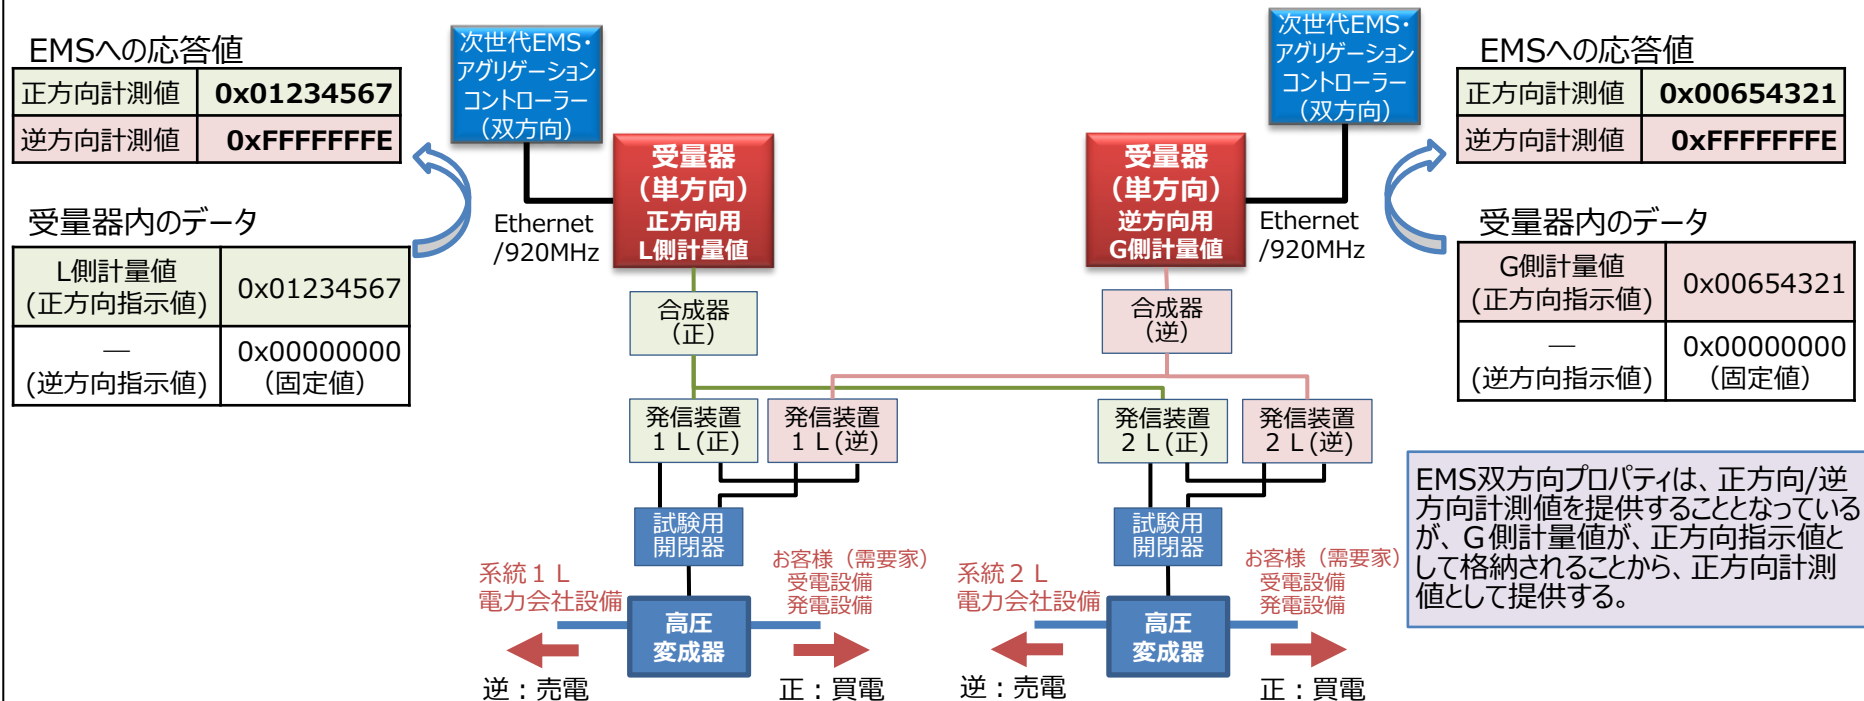 EMSへの応答値
正方向計測値 0x01234567
逆方向計測値 0xFFFFFFFE
受量器内のデータ
L側計量値
(正方向指示値)
0x01234567
―
(逆方向指示値)
0x00000000
（固定値）
次世代EMS・
アグリゲーション
コントローラー
（双方向）
Ethernet
/920MHz
受量器
（単方向）
正方向用
L側計量値
合成器
（正）
発信装置
１Ｌ(正)
発信装置
１Ｌ(逆)
試験用
開閉器
系統１Ｌ
電力会社設備
お客様（需要家）
受電設備
発電設備
高圧
変成器
逆：売電
正：買電
次世代EMS・
アグリゲーション
コントローラー
（双方向）
受量器
（単方向）
逆方向用
G側計量値
Ethernet
/920MHz
合成器
（逆）
発信装置
２Ｌ(正)
発信装置
２Ｌ(逆)
試験用
開閉器
系統２Ｌ
電力会社設備
お客様（需要家）
受電設備
発電設備
高圧
変成器
逆：売電
正：買電
EMSへの応答値
正方向計測値 0x00654321
逆方向計測値 0xFFFFFFFE
受量器内のデータ
G側計量値
(正方向指示値)
0x00654321
―
(逆方向指示値)
0x00000000
（固定値）
EMS双方向プロパティは、正方向/逆
方向計測値を提供することとなっている
が、Ｇ側計量値が、正方向指示値と
して格納されることから、正方向計測
値として提供する。